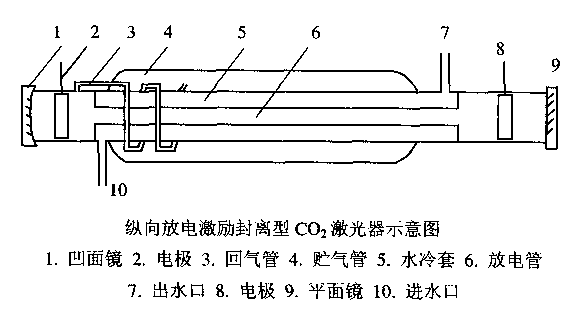 1 2 3 4 5 6 7 8 9
10
纵向放电激励封离型CO₂激光器示意图
1. 凹面镜 2. 电极 3. 回气管 4. 贮气管 5. 水冷套 6. 放电管
7. 出水口 8. 电极 9. 平面镜 10. 进水口